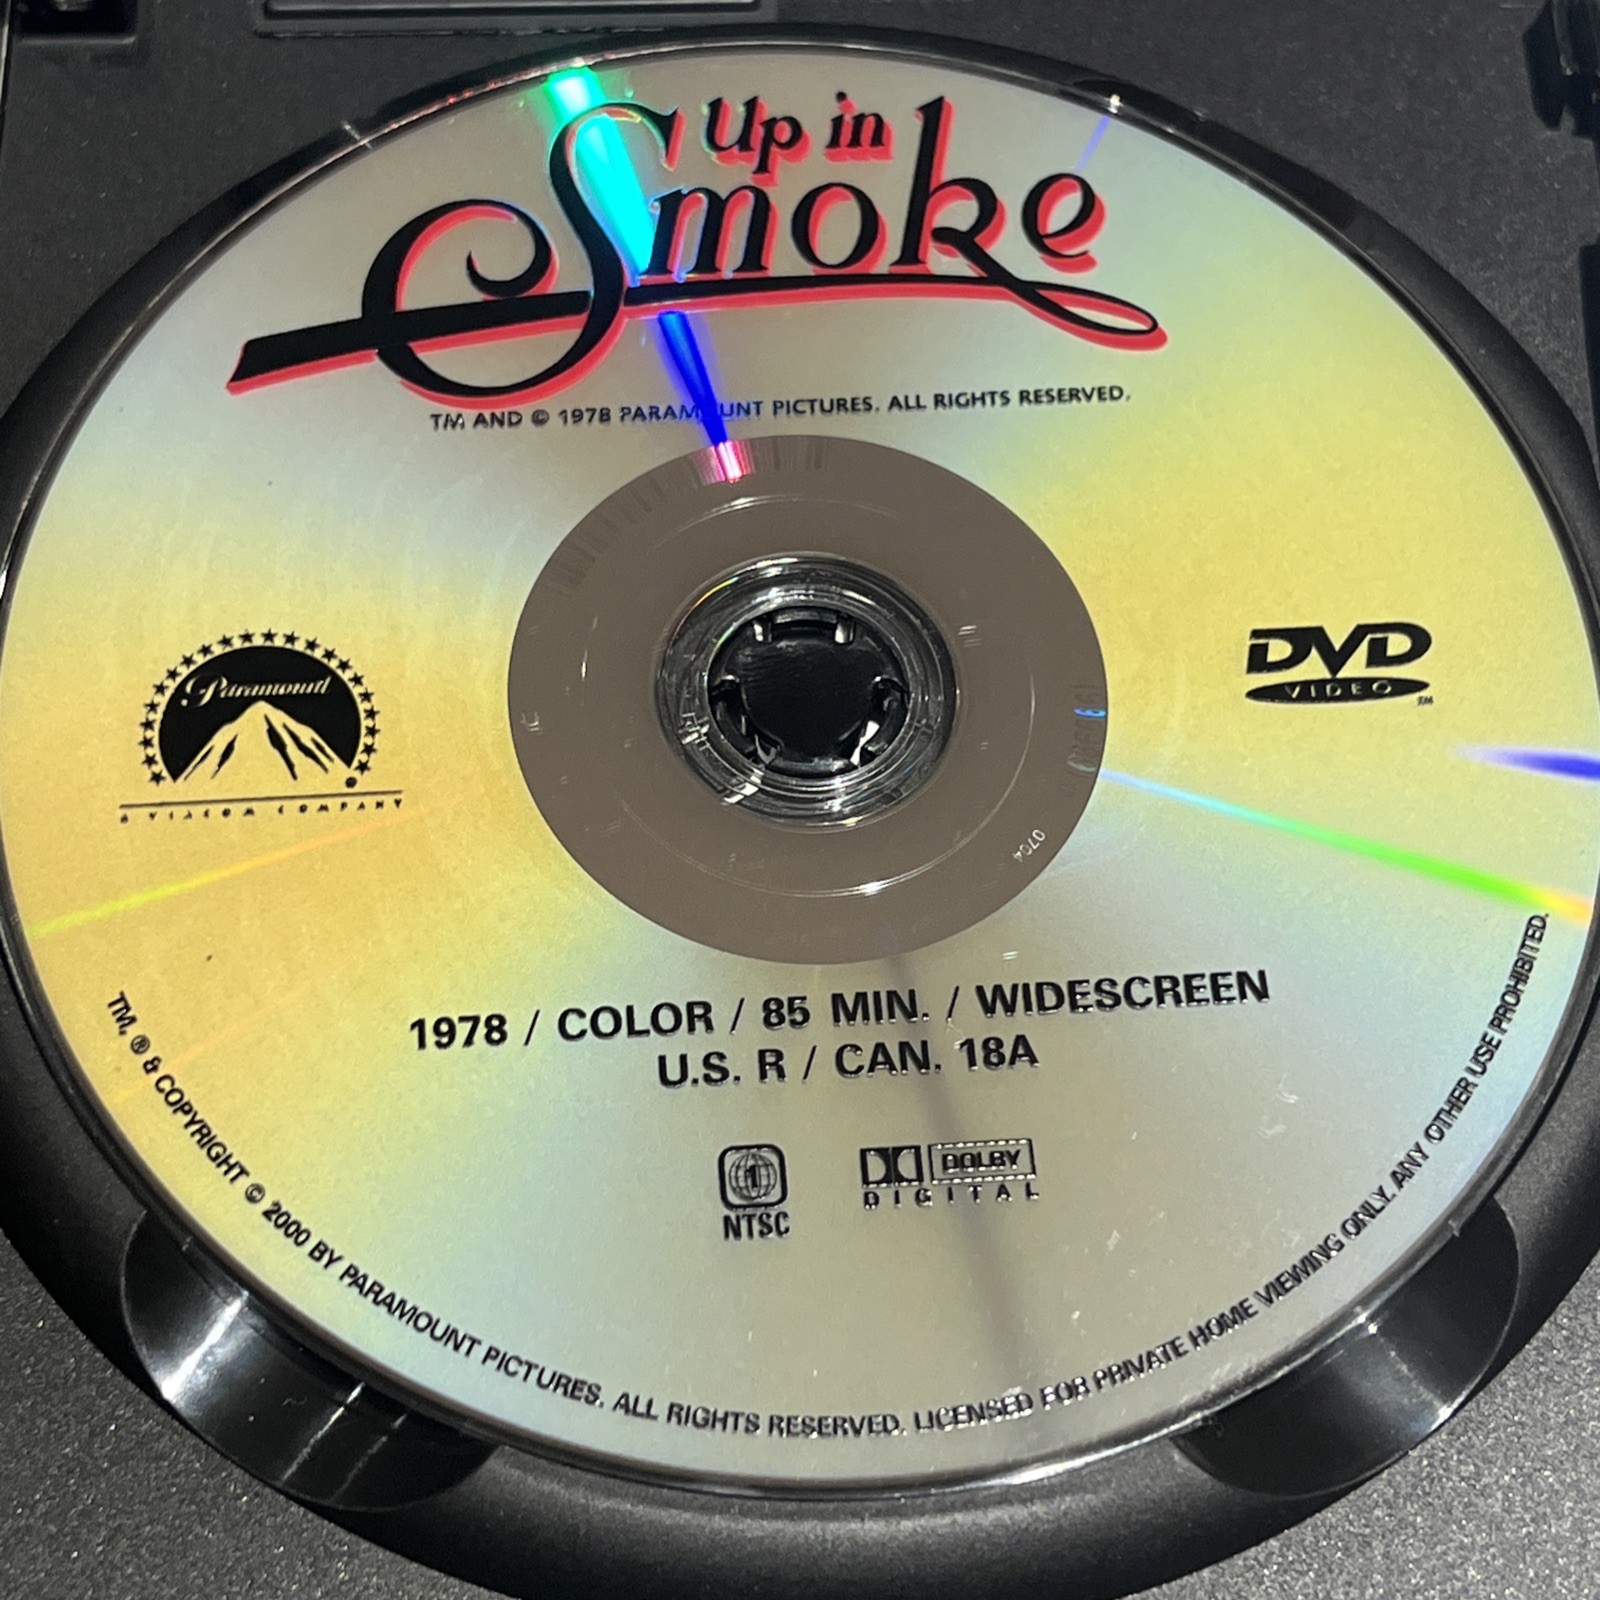 Up in
Smoke
TM AND © 1978 PARAMOUNT PICTURES. ALL RIGHTS RESERVED.
Paramount
®
A VIACOM COMPANY
DVD
VIDEO
TM
0704
1978 / COLOR / 85 MIN. / WIDESCREEN
U.S. R / CAN. 18A
1
NTSC
DOLBY
DIGITAL
TM, ® & COPYRIGHT © 2000 BY PARAMOUNT PICTURES. ALL RIGHTS RESERVED. LICENSED FOR PRIVATE HOME VIEWING ONLY. ANY OTHER USE PROHIBITED.